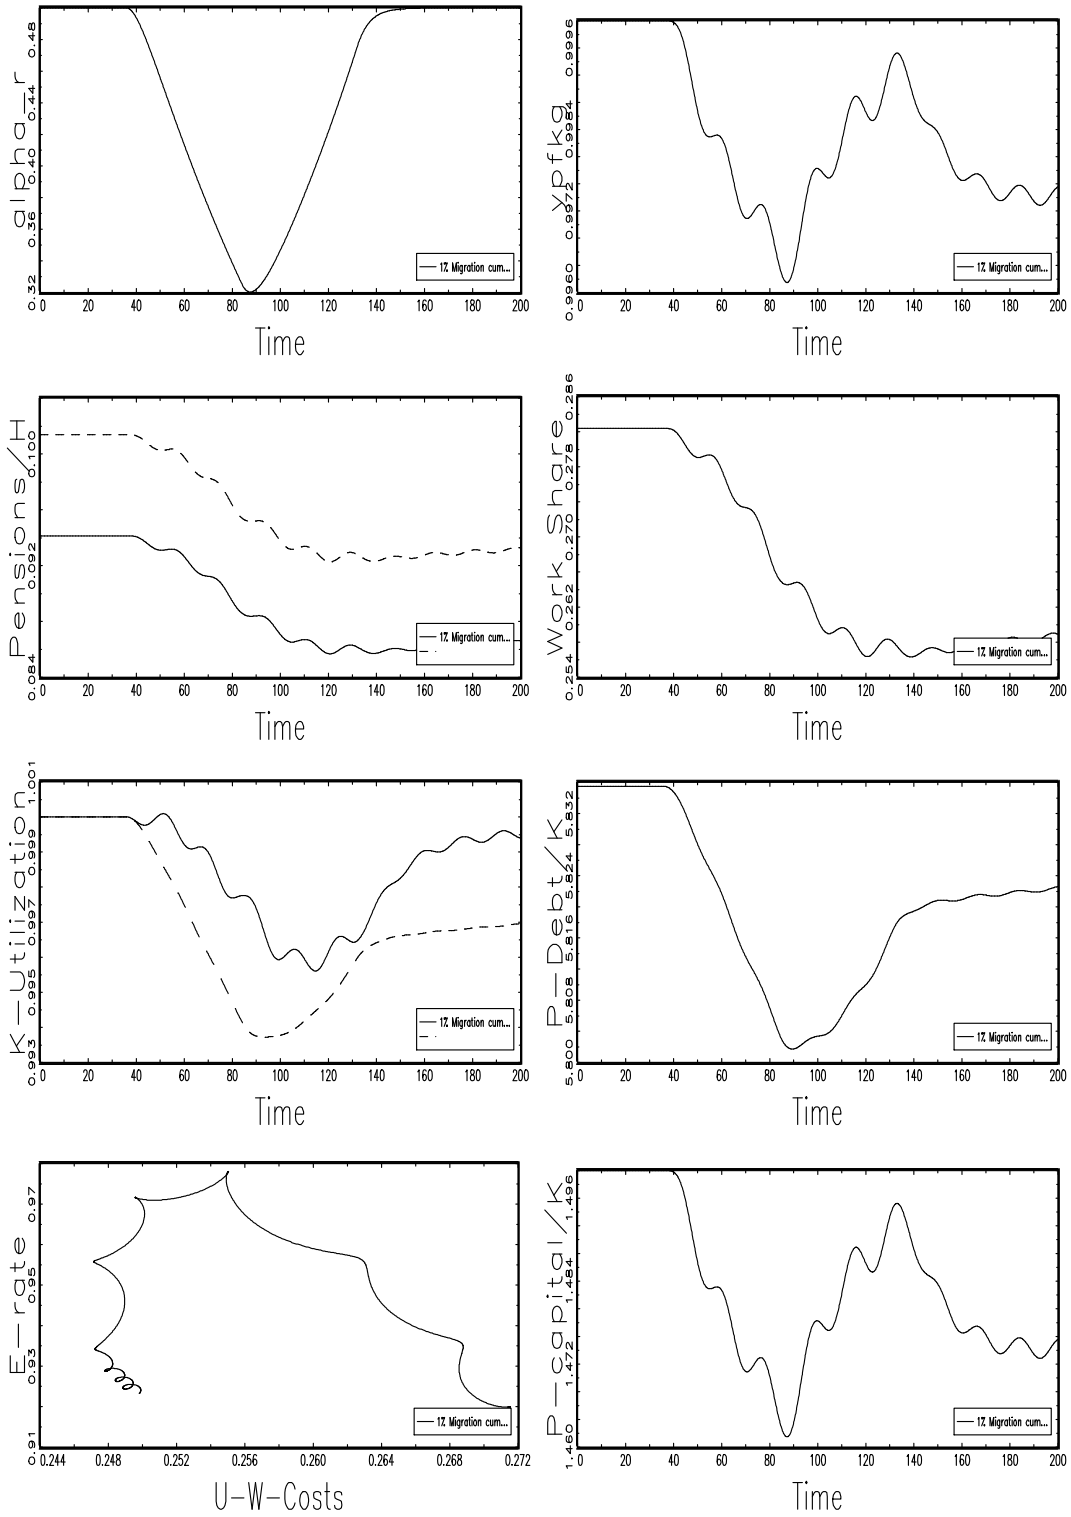 alpha_r
0.48
0.44
0.40
0.36
0.32
0 20 40 60 80 100 120 140 160 180 200
1% Migration cum...
Time
ypfkg
0.9996
0.9984
0.9972
0.9960
0 20 40 60 80 100 120 140 160 180 200
1% Migration cum...
Time
Pensions/H
0.100
0.092
0.084
0 20 40 60 80 100 120 140 160 180 200
1% Migration cum...
Time
Work Share
0.286
0.278
0.270
0.262
0.254
0 20 40 60 80 100 120 140 160 180 200
1% Migration cum...
Time
K-Utilization
1.001
0.999
0.997
0.995
0.993
0 20 40 60 80 100 120 140 160 180 200
1% Migration cum...
Time
P-Debt/K
5.832
5.824
5.816
5.808
5.800
0 20 40 60 80 100 120 140 160 180 200
1% Migration cum...
Time
E-rate
0.97
0.95
0.93
0.91
0.244 0.248 0.252 0.256 0.260 0.264 0.268 0.272
1% Migration cum...
U-W-Costs
P-capital/K
1.496
1.484
1.472
1.460
0 20 40 60 80 100 120 140 160 180 200
1% Migration cum...
Time